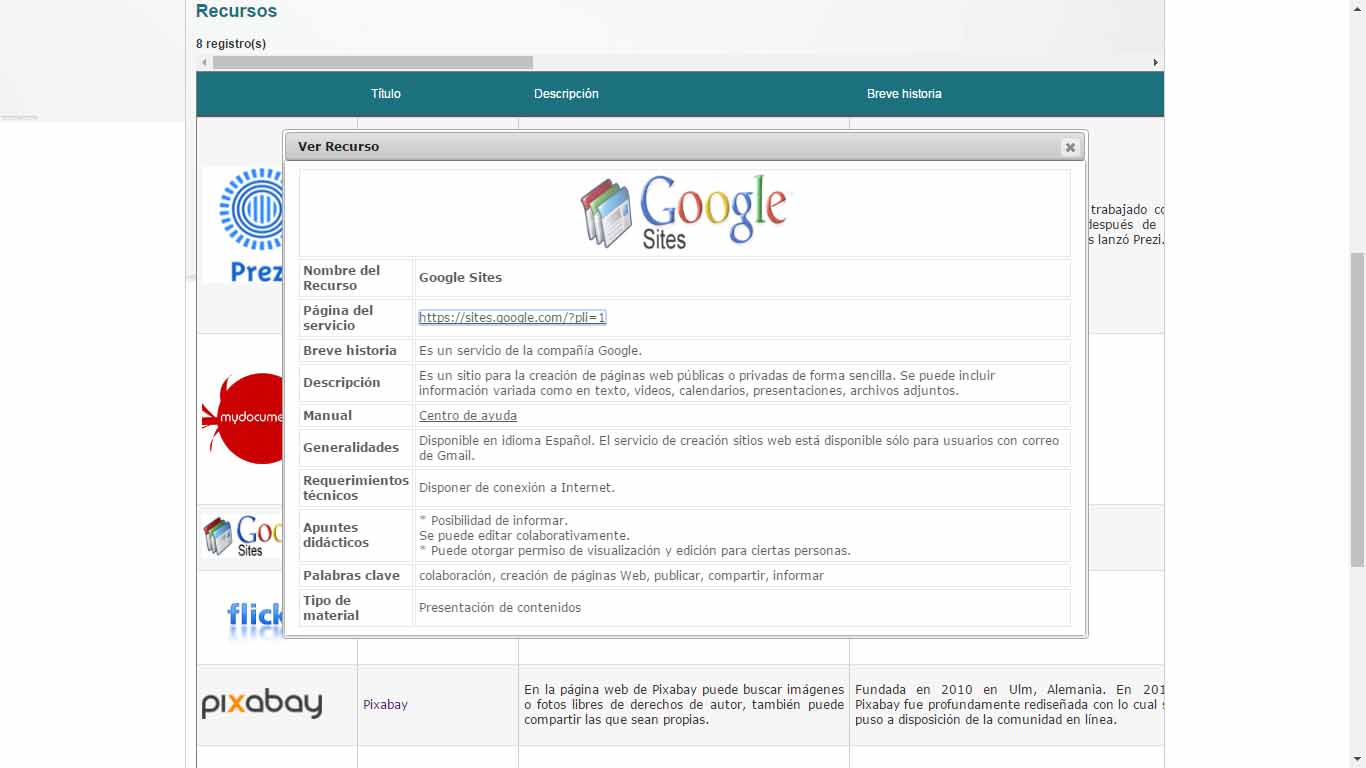 Recursos
8 registro(s)
Título
Descripción
Breve historia
Ver Recurso
Google
Sites
Nombre del
Recurso
Google Sites
Página del
servicio
https://sites.google.com/?pli=1
Breve historia
Es un servicio de la compañía Google.
Descripción
Es un sitio para la creación de páginas web públicas o privadas de forma sencilla. Se puede incluir
información variada como en texto, videos, calendarios, presentaciones, archivos adjuntos.
Manual
Centro de ayuda
Generalidades
Disponible en idioma Español. El servicio de creación sitios web está disponible sólo para usuarios con correo
de Gmail.
Requerimientos
técnicos
Disponer de conexión a Internet.
Apuntes
didácticos
* Posibilidad de informar.
Se puede editar colaborativamente.
* Puede otorgar permiso de visualización y edición para ciertas personas.
Palabras clave
colaboración, creación de páginas Web, publicar, compartir, informar
Tipo de
material
Presentación de contenidos
Prez
trabajado co
después de
s lanzó Prezi.
mydocume
Goo
Sites
flick
pixabay
Pixabay
En la página web de Pixabay puede buscar imágenes
o fotos libres de derechos de autor, también puede
compartir las que sean propias.
Fundada en 2010 en Ulm, Alemania. En 201
Pixabay fue profundamente rediseñada con lo cual s
puso a disposición de la comunidad en línea.